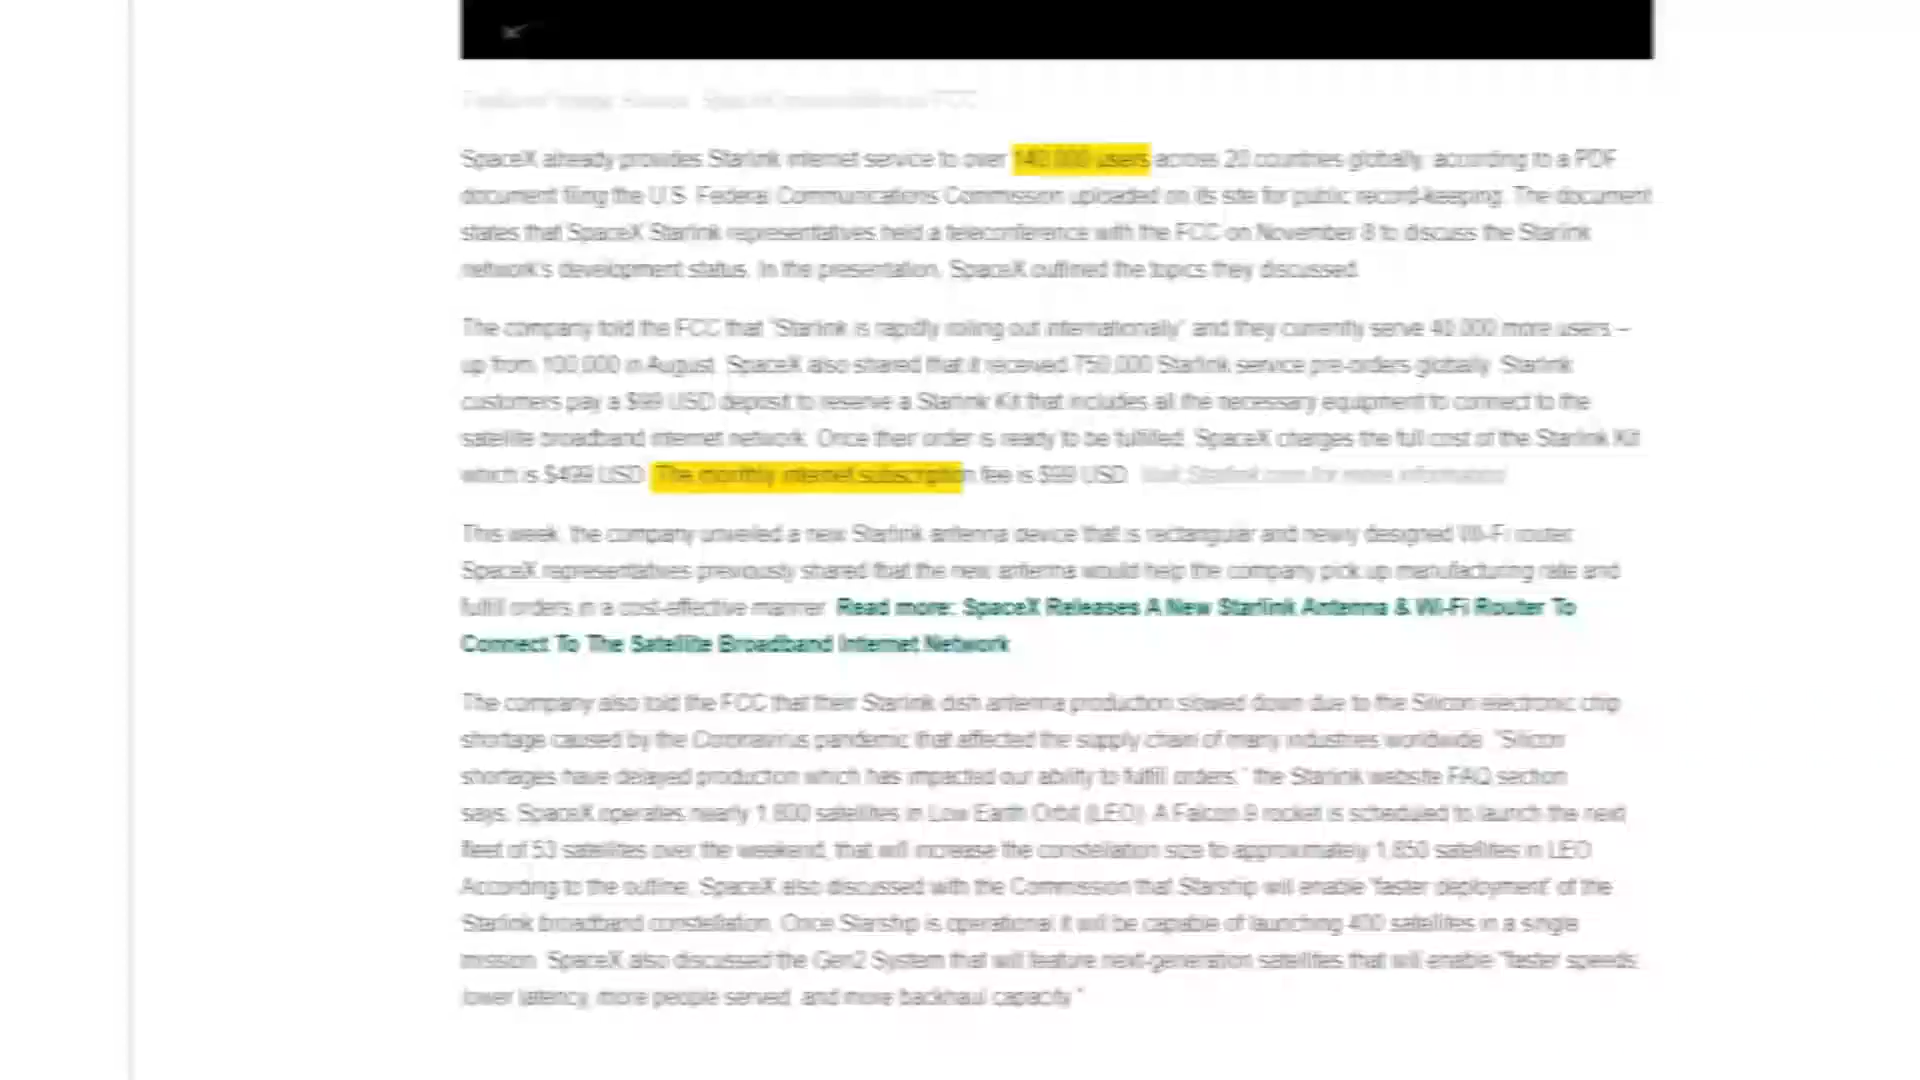 SpaceX already provides Starlink internet service to over 140,000 users across 20 countries globally, according to a PDF
document filing the U.S. Federal Communications Commission uploaded on its site for public record-keeping. The document
states that SpaceX Starlink representatives held a teleconference with the FCC on November 8 to discuss the Starlink
network's development status. In the presentation, SpaceX outlined the topics they discussed.
The company told the FCC that "Starlink is rapidly rolling out internationally" and they currently serve 40,000 more users –
up from 100,000 in August. SpaceX also shared that it received 750,000 Starlink service pre-orders globally. Starlink
customers pay a $99 USD deposit to reserve a Starlink Kit that includes all the necessary equipment to connect to the
satellite broadband internet network. Once their order is ready to be fulfilled, SpaceX charges the full cost of the Starlink Kit
which is $499 USD. The monthly internet subscription fee is $99 USD. Visit Starlink.com for more information.
This week, the company unveiled a new Starlink antenna device that is rectangular and newly designed Wi-Fi router.
SpaceX representatives previously shared that the new antenna would help the company pick up manufacturing rate and
fulfill orders in a cost-effective manner. Read more: SpaceX Releases A New Starlink Antenna & Wi-Fi Router To
Connect To The Satellite Broadband Internet Network
The company also told the FCC that their Starlink dish antenna production slowed down due to the Silicon electronic chip
shortage caused by the Coronavirus pandemic that affected the supply chain of many industries worldwide. "Silicon
shortages have delayed production which has impacted our ability to fulfill orders," the Starlink website FAQ section
says. SpaceX operates nearly 1,800 satellites in Low Earth Orbit (LEO). A Falcon 9 rocket is scheduled to launch the next
fleet of 53 satellites over the weekend, that will increase the constellation size to approximately 1,850 satellites in LEO.
According to the outline, SpaceX also discussed with the Commission that Starship will enable 'faster deployment' of the
Starlink broadband constellation. Once Starship is operational it will be capable of launching 400 satellites in a single
mission. SpaceX also discussed the Gen2 System that will feature next-generation satellites that will enable "faster speeds,
lower latency, more people served, and more backhaul capacity."